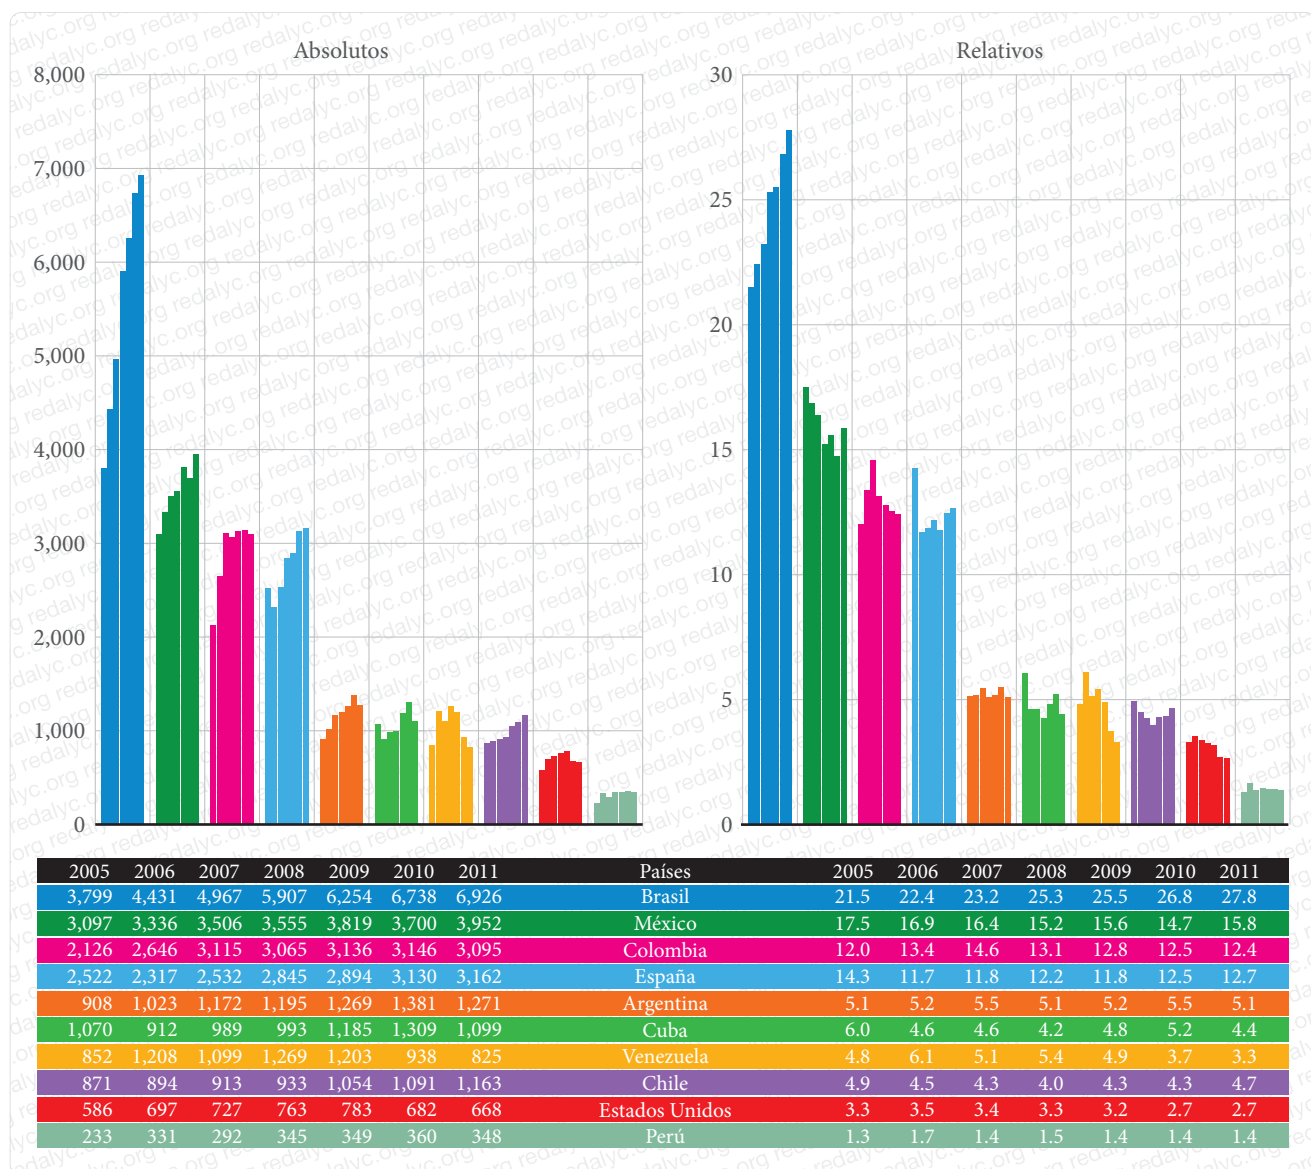 Absolutos
8,000
7,000
6,000
5,000
4,000
3,000
2,000
1,000
0
Relativos
30
25
20
15
10
5
0
2005 2006 2007 2008 2009 2010 2011 Países 2005 2006 2007 2008 2009 2010 2011
3,799 4,431 4,967 5,907 6,254 6,738 6,926 Brasil 21.5 22.4 23.2 25.3 25.5 26.8 27.8
3,097 3,336 3,506 3,555 3,819 3,700 3,952 México 17.5 16.9 16.4 15.2 15.6 14.7 15.8
2,126 2,646 3,115 3,065 3,136 3,146 3,095 Colombia 12.0 13.4 14.6 13.1 12.8 12.5 12.4
2,522 2,317 2,532 2,845 2,894 3,130 3,162 España 14.3 11.7 11.8 12.2 11.8 12.5 12.7
908 1,023 1,172 1,195 1,269 1,381 1,271 Argentina 5.1 5.2 5.5 5.1 5.2 5.5 5.1
1,070 912 989 993 1,185 1,309 1,099 Cuba 6.0 4.6 4.6 4.2 4.8 5.2 4.4
852 1,208 1,099 1,269 1,203 938 825 Venezuela 4.8 6.1 5.1 5.4 4.9 3.7 3.3
871 894 913 933 1,054 1,091 1,163 Chile 4.9 4.5 4.3 4.0 4.3 4.3 4.7
586 697 727 763 783 682 668 Estados Unidos 3.3 3.5 3.4 3.3 3.2 2.7 2.7
233 331 292 345 349 360 348 Perú 1.3 1.7 1.4 1.5 1.4 1.4 1.4
redalyc.org